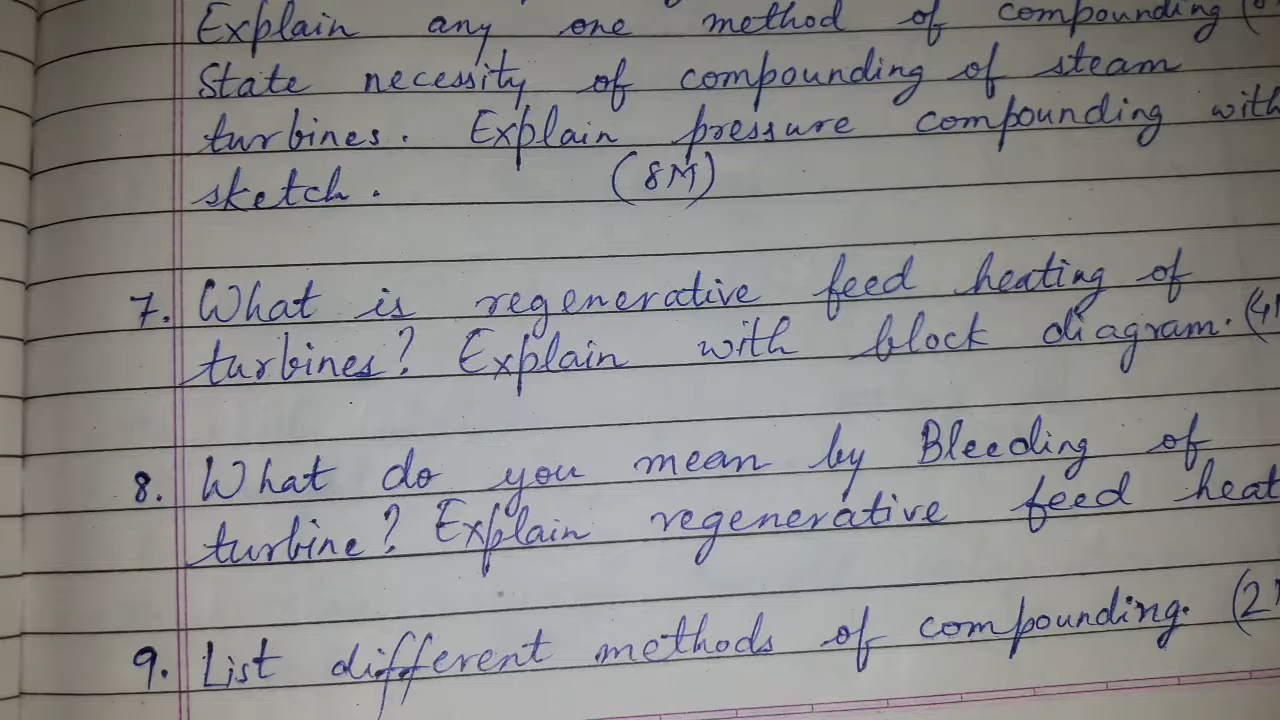 Explain any one method of compounding
State necessity of compounding of steam
turbines. Explain pressure compounding with
sketch. (8M)
7. What is regenerative feed heating of
turbines? Explain with block diagram. (4
8. What do you mean by Bleeding of
turbine? Explain regenerative feed heat
9. List different methods of compounding. (2